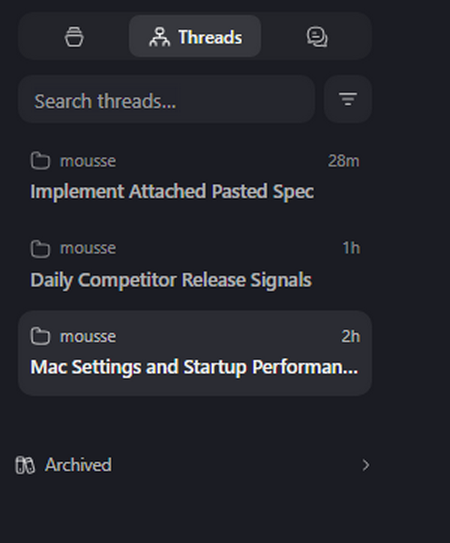 Threads
Search threads...
mousse 28m
Implement Attached Pasted Spec
mousse 1h
Daily Competitor Release Signals
mousse 2h
Mac Settings and Startup Performan...
Archived